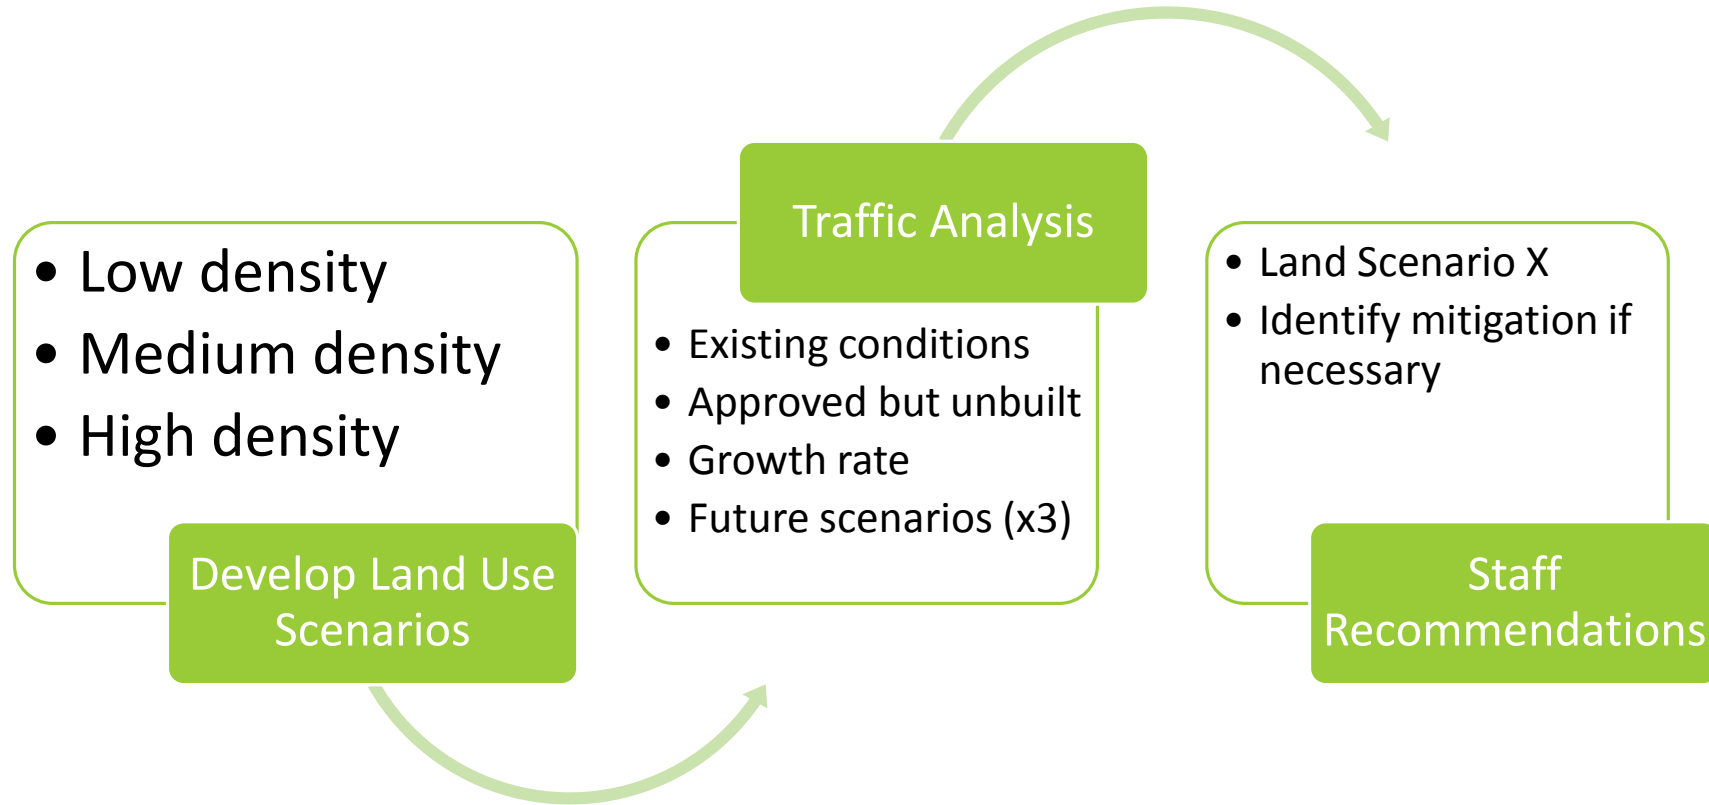 • Low density
• Medium density
• High density
Develop Land Use
Scenarios
Traffic Analysis
• Existing conditions
• Approved but unbuilt
• Growth rate
• Future scenarios (x3)
• Land Scenario X
• Identify mitigation if
necessary
Staff
Recommendations